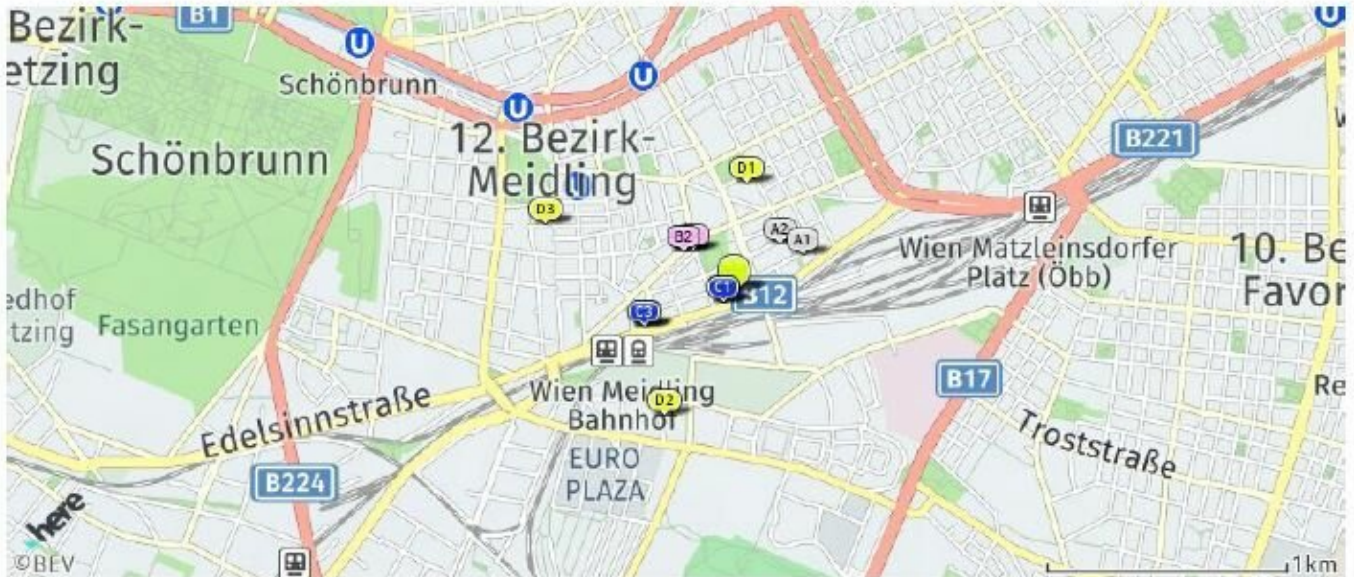 B1
U
Bezirk-
etzing
U
Schönbrunn
U
U
12. Bezirk-
Meidling
U
Schönbrunn
B221
D1
D3
B2
A2
A1
Wien Matzleinsdorfer
Platz (Öbb)
10. Be
Favor
C1
B12
C3
edhof
tzing
Fasangarten
Wien Meidling
Bahnhof
D2
B17
Re
Edelsinnstraße
Troststraße
EURO
PLAZA
B224
here
©BEV
1km